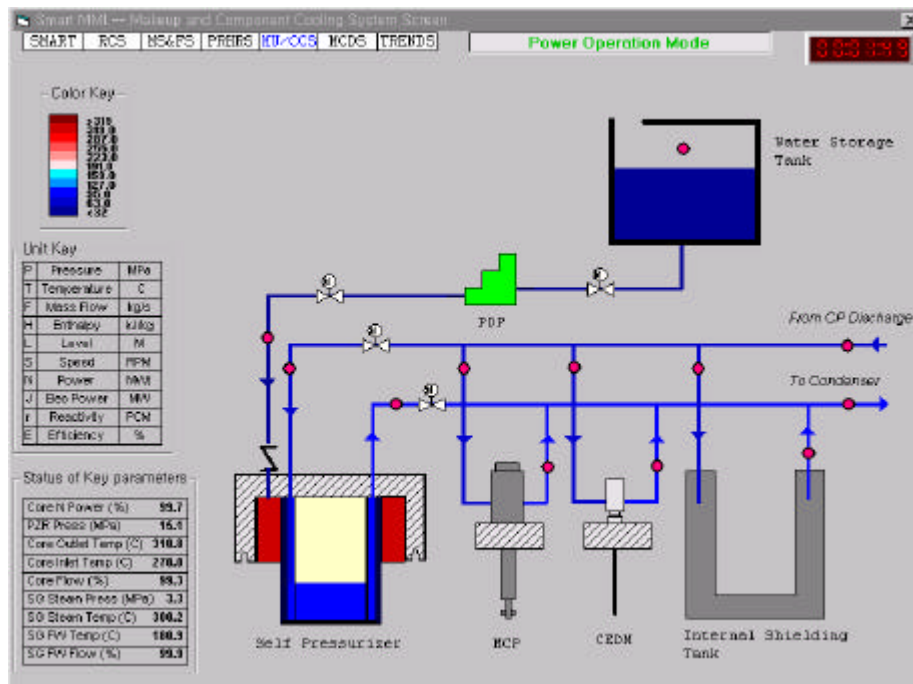 Smart MMI -- Makeup and Component Cooling System Screen
SMART RCS NS&FS PRHRS MU/CCS MCDS TRENDS
Power Operation Mode
Color Key
Water Storage
Tank
Unit Key
P Pressure MPa
T Temperature C
F Mass Flow kg/s
H Enthalpy kJ/kg
L Level M
S Speed RPM
N Power MWt
J Elec Power MW
r Reactivity PCM
E Efficiency %
PDP
From CP Discharge
To Condenser
Status of Key parameters
Core N Power (%) 99.7
PZR Press (MPa)
Core Outlet Temp (C) 310.0
Core Inlet Temp (C) 270.0
Core Flow (%) 99.3
SG Steam Press (MPa) 3.3
SG Steam Temp (C) 300.2
SG FW Temp (C) 180.9
SG FW Flow (%) 99.9
Self Pressurizer
MCP
CEDM
Internal Shielding
Tank